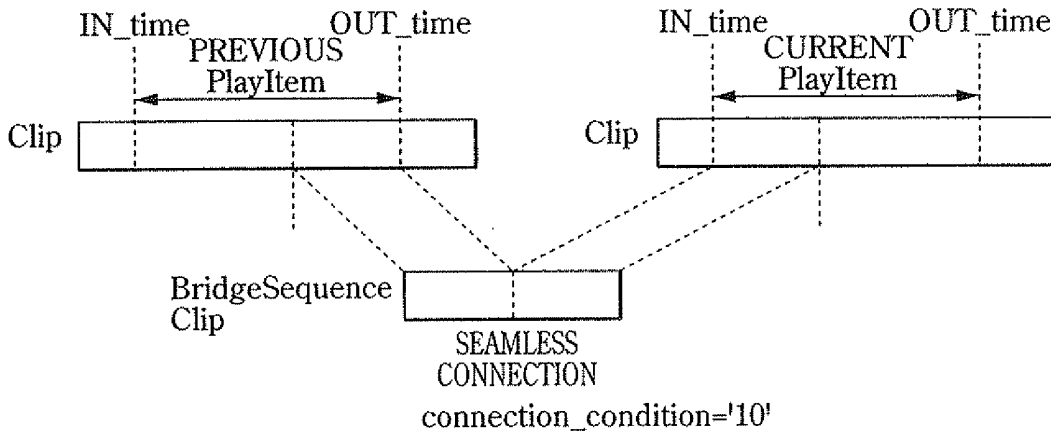 IN_time
OUT_time
PREVIOUS
PlayItem
Clip
IN_time
OUT_time
CURRENT
PlayItem
Clip
BridgeSequence
Clip
SEAMLESS
CONNECTION
connection_condition='10'